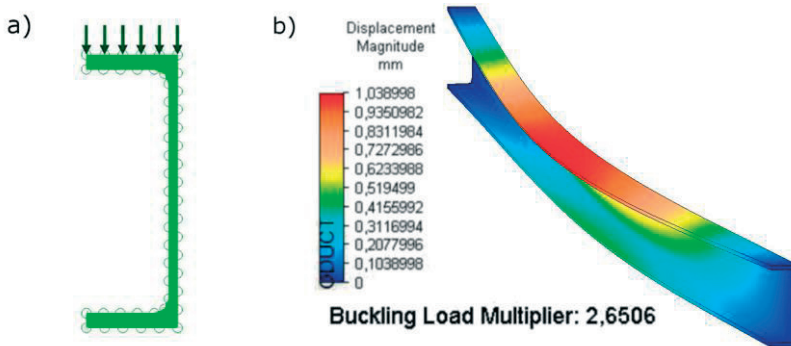 a)
b)
Displacement
Magnitude
mm
1,038998
0,9350982
0,8311984
0,7272986
0,6233988
0,519499
0,4155992
0,3116994
0,2077996
0,1038998
0
Buckling Load Multiplier: 2,6506